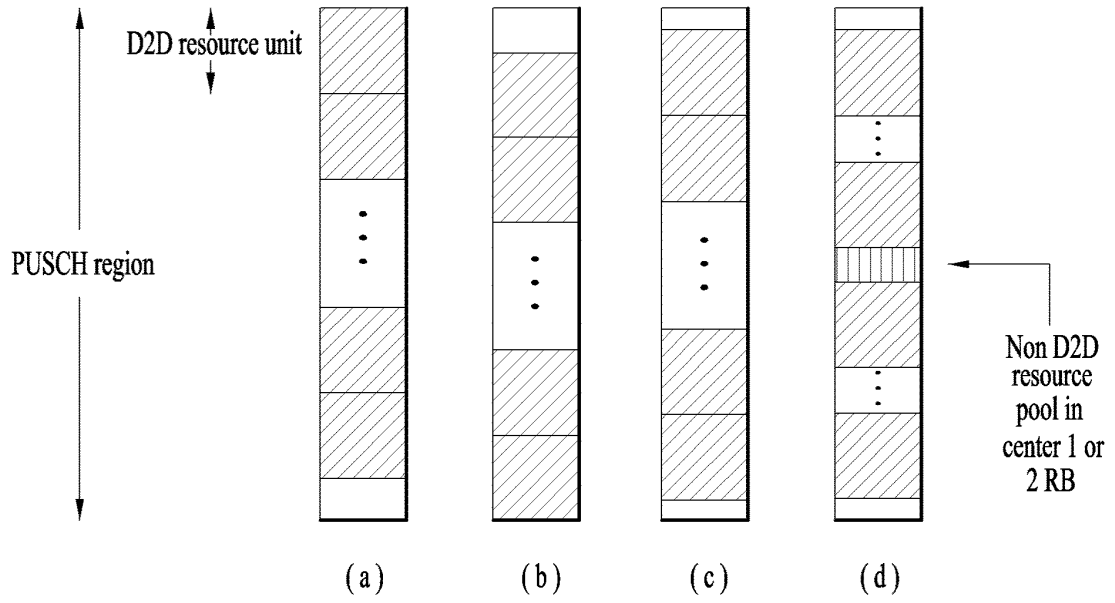 D2D resource unit
PUSCH region
Non D2D
resource
pool in
center 1 or
2 RB
(a)
(b)
(c)
(d)